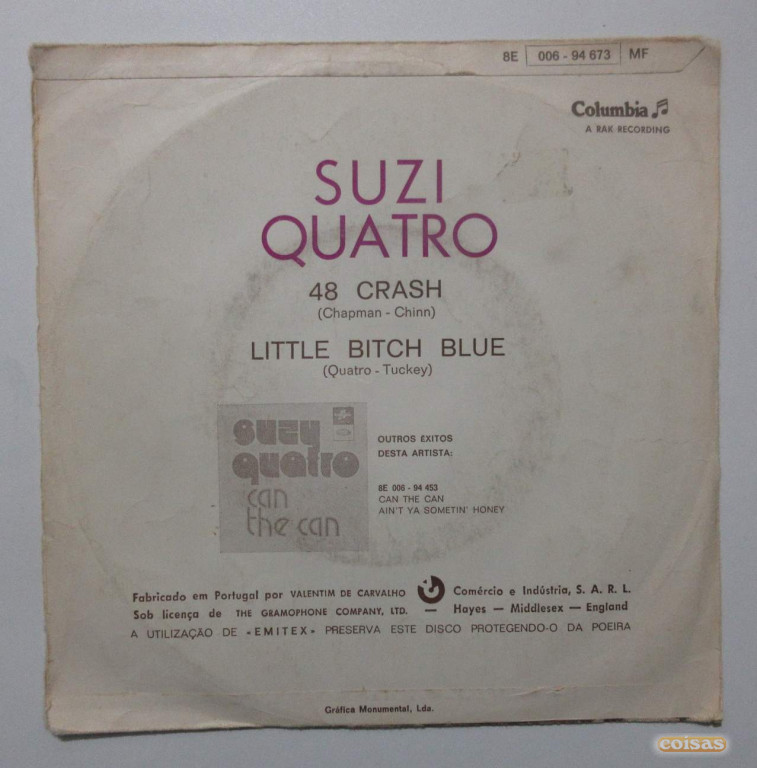 8E 006 - 94 673 MF
Columbia
A RAK RECORDING
SUZI
QUATRO
48 CRASH
(Chapman - Chinn)
LITTLE BITCH BLUE
(Quatro - Tuckey)
suzy
quatro
can
the can
OUTROS ÊXITOS
DESTA ARTISTA:
8E 006 - 94 453
CAN THE CAN
AIN'T YA SOMETIN' HONEY
Fabricado em Portugal por VALENTIM DE CARVALHO Comércio e Indústria, S. A. R. L.
Sob licença de THE GRAMOPHONE COMPANY, LTD. — Hayes — Middlesex — England
A UTILIZAÇÃO DE «EMITEX» PRESERVA ESTE DISCO PROTEGENDO-O DA POEIRA
Gráfica Monumental, Lda.
coisas